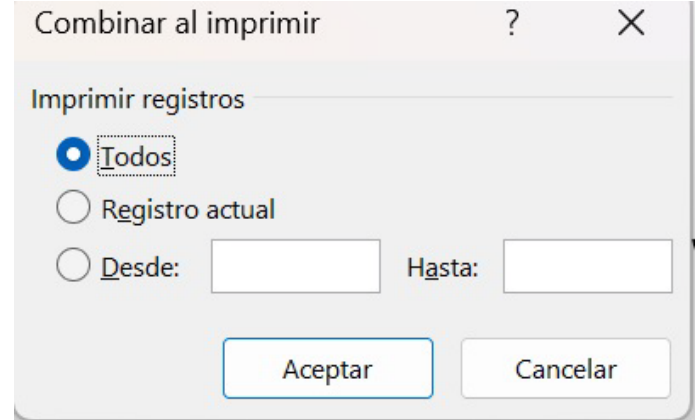 Combinar al imprimir ?
Imprimir registros
Todos
Registro actual
Desde: Hasta:
Aceptar Cancelar